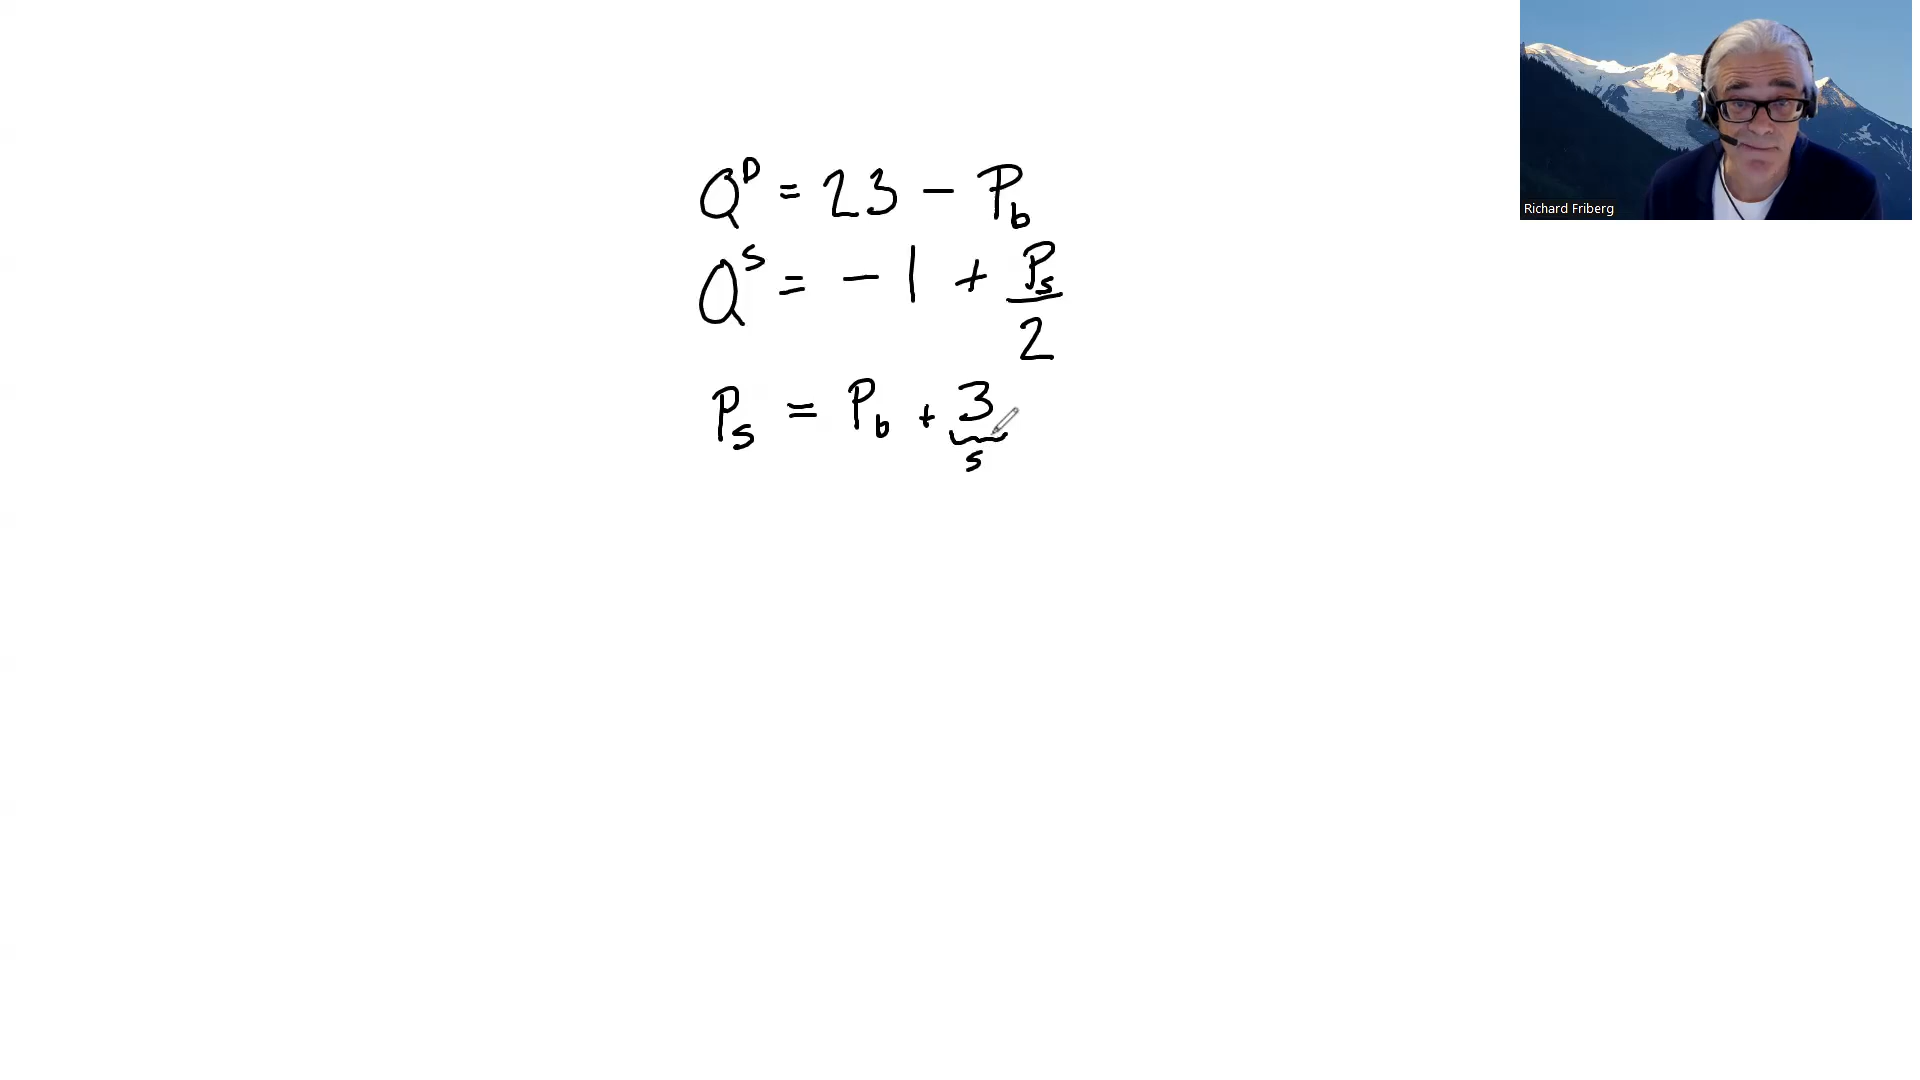 Q^D = 23 - P_b
Q^S = - 1 + P_s/2
P_s = P_b + 3
s
Richard Friberg